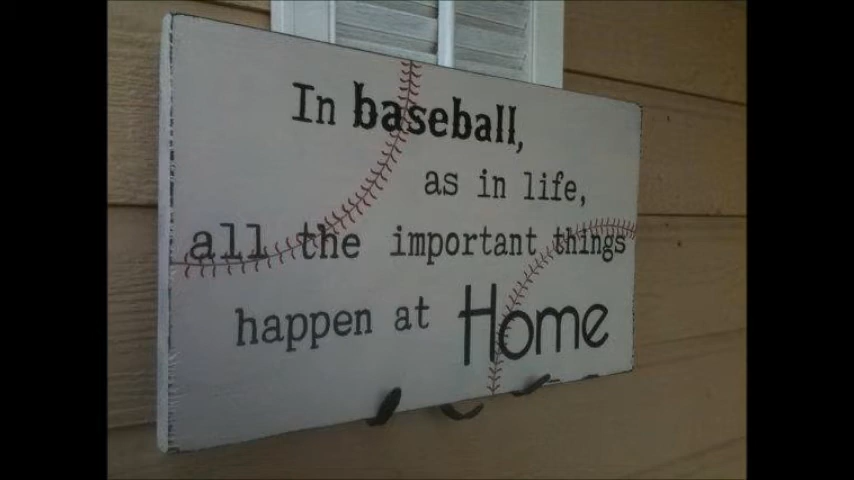 In baseball,
as in life,
all the important things
happen at Home